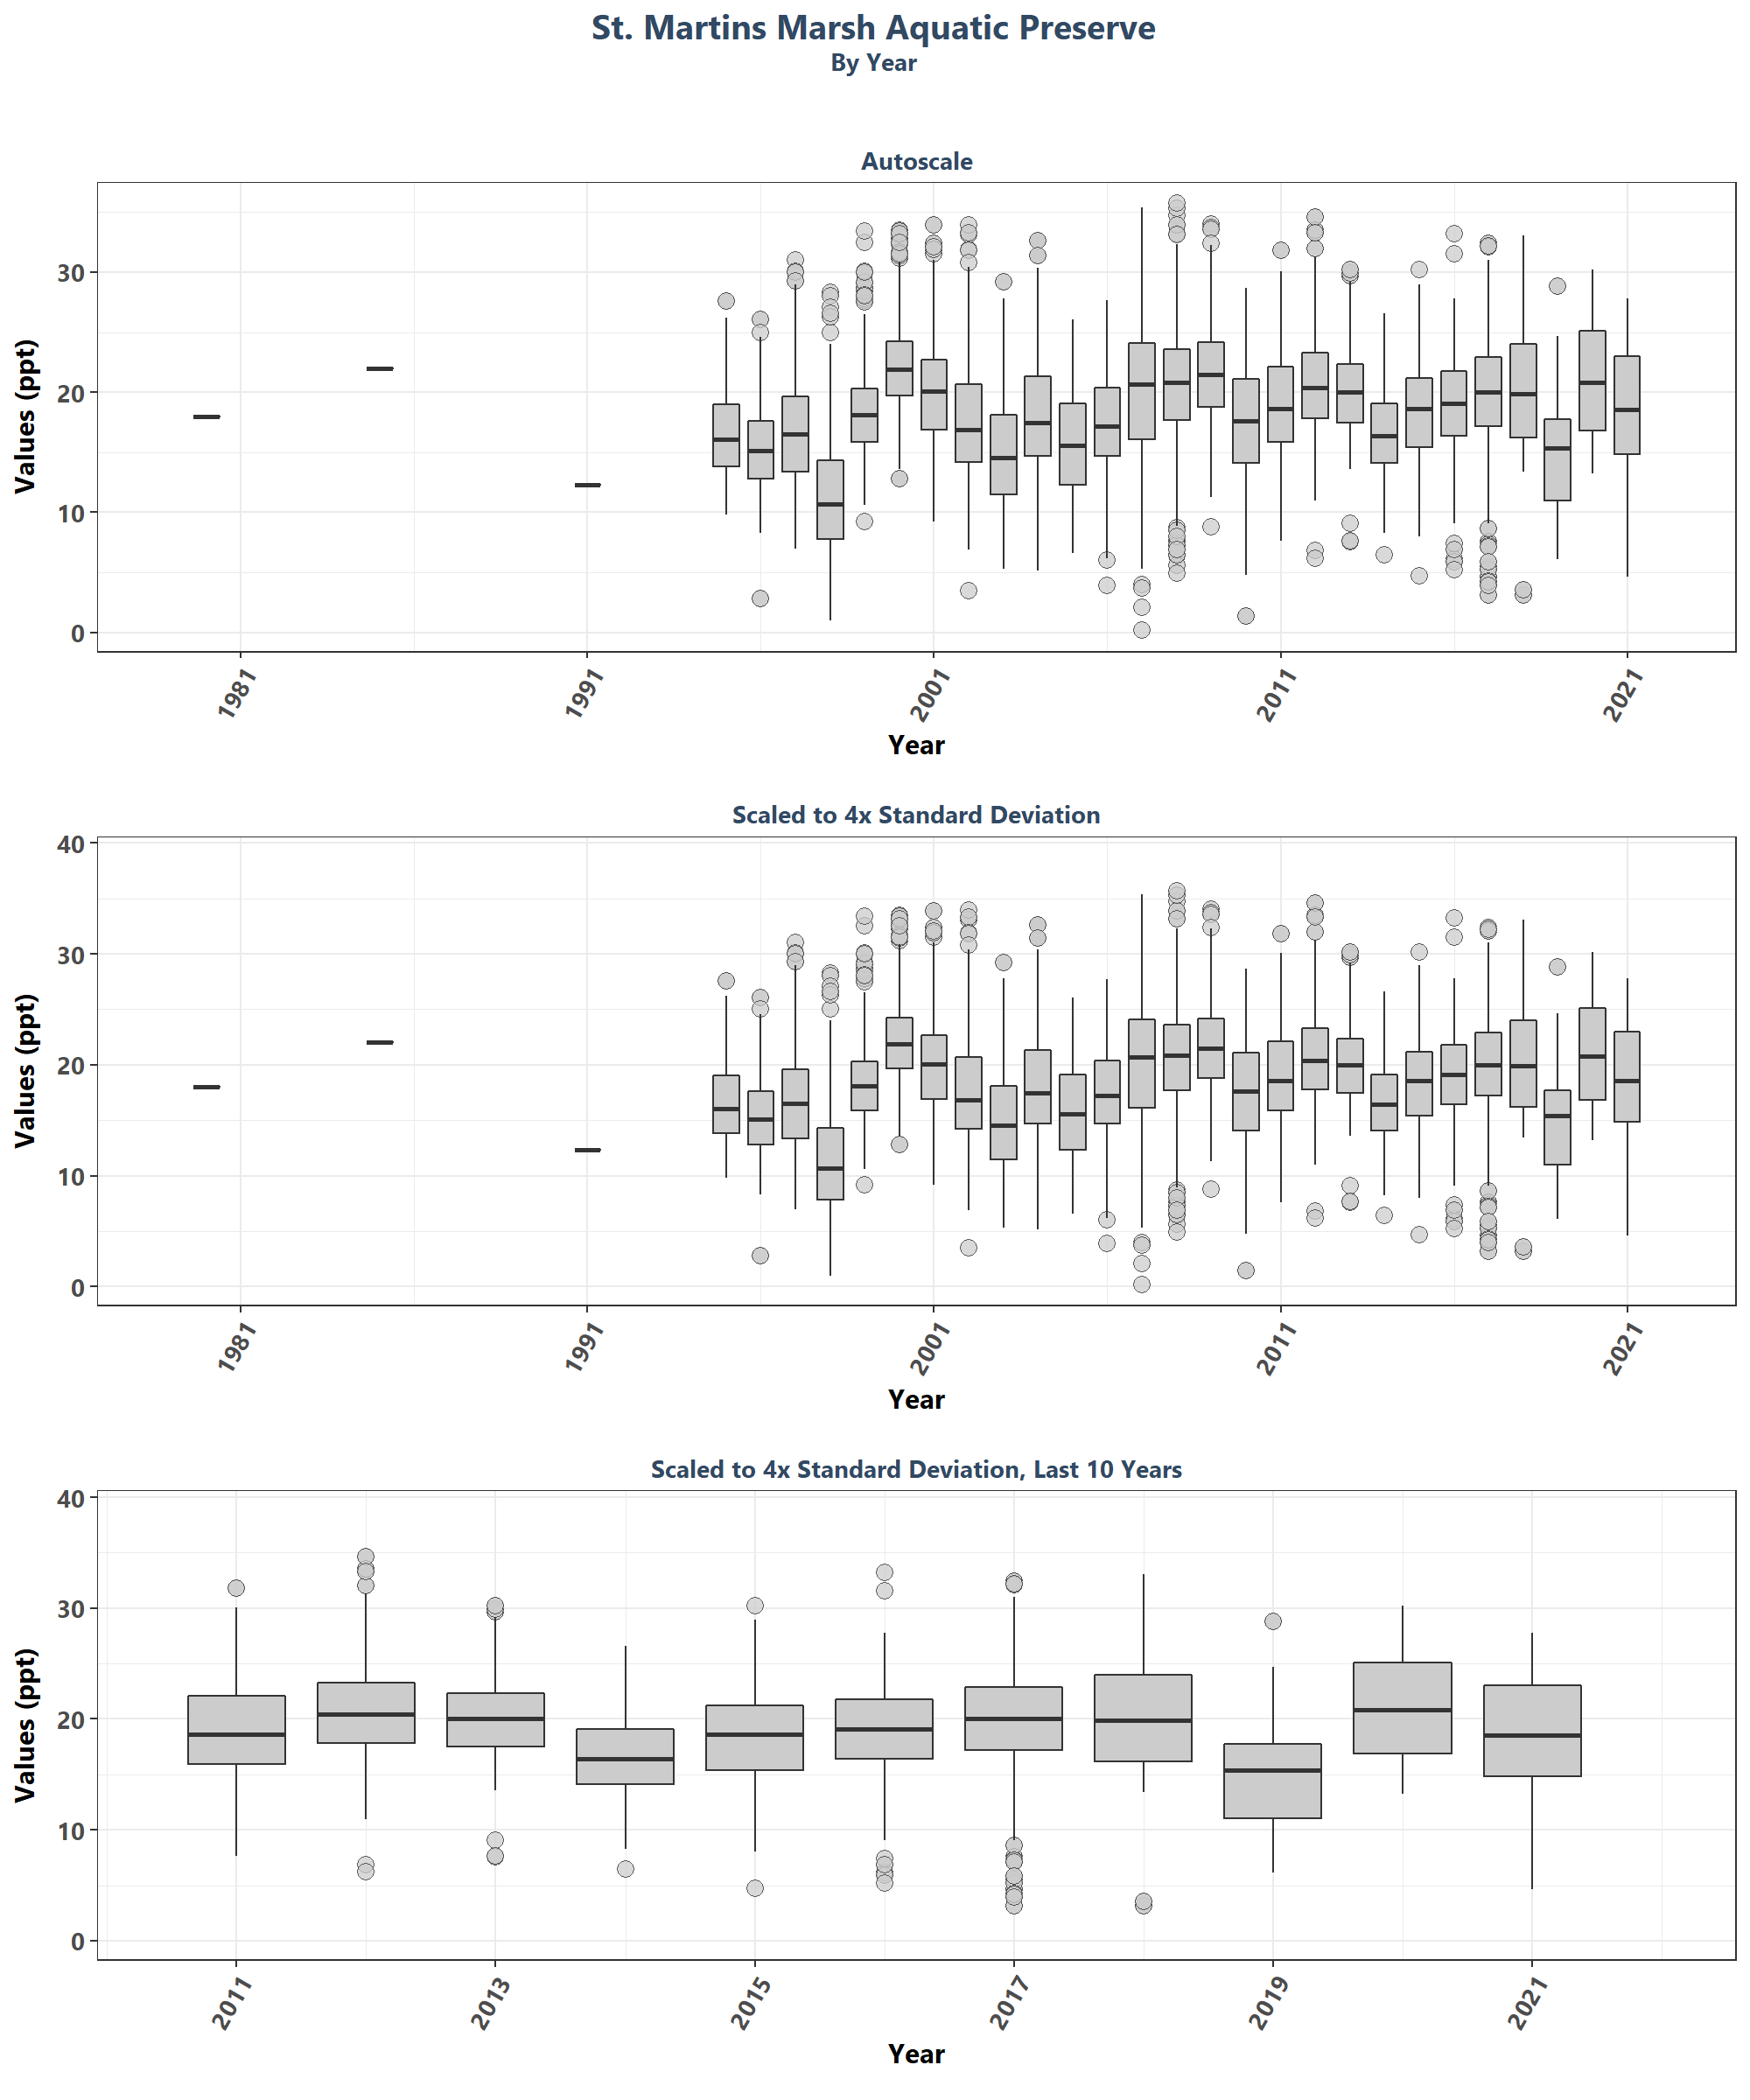 St. Martins Marsh Aquatic Preserve
By Year
Autoscale
Values (ppt)
30
20
10
0
1981 1991 2001 2011 2021
Year
Scaled to 4x Standard Deviation
Values (ppt)
40
30
20
10
0
1981 1991 2001 2011 2021
Year
Scaled to 4x Standard Deviation, Last 10 Years
Values (ppt)
40
30
20
10
0
2011 2013 2015 2017 2019 2021
Year